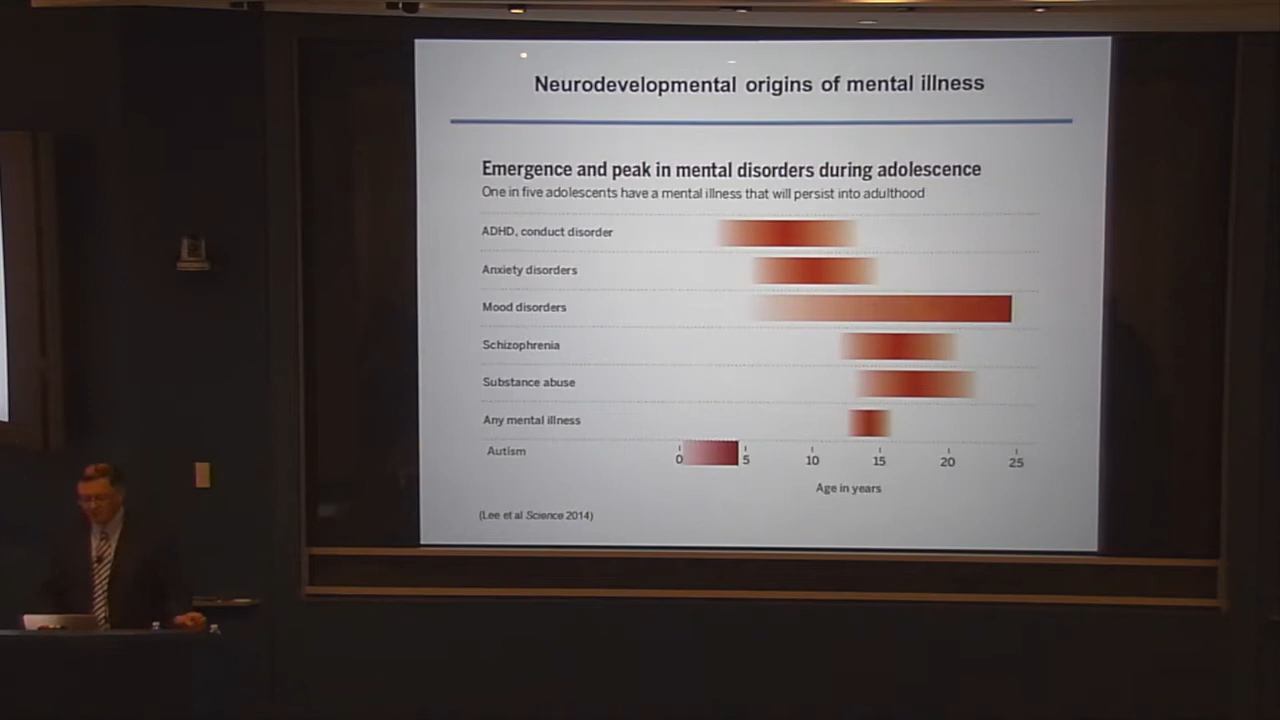 Neurodevelopmental origins of mental illness
Emergence and peak in mental disorders during adolescence
One in five adolescents have a mental illness that will persist into adulthood
ADHD, conduct disorder
Anxiety disorders
Mood disorders
Schizophrenia
Substance abuse
Any mental illness
Autism
0 5 10 15 20 25
Age in years
(Lee et al Science 2014)